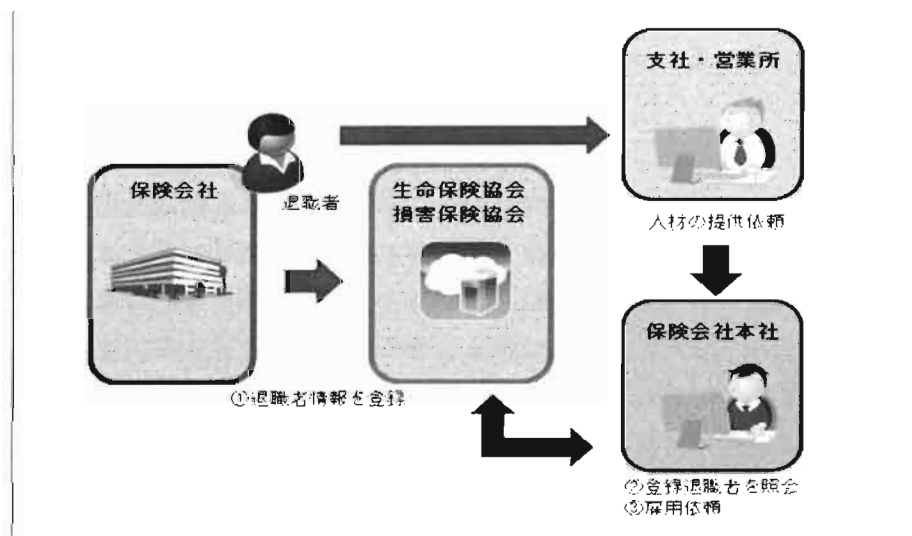 支社・営業所
保険会社
退職者
生命保険協会
損害保険協会
人材の提供依頼
保険会社本社
①退職者情報を登録
②登録退職者を照会
③雇用依頼